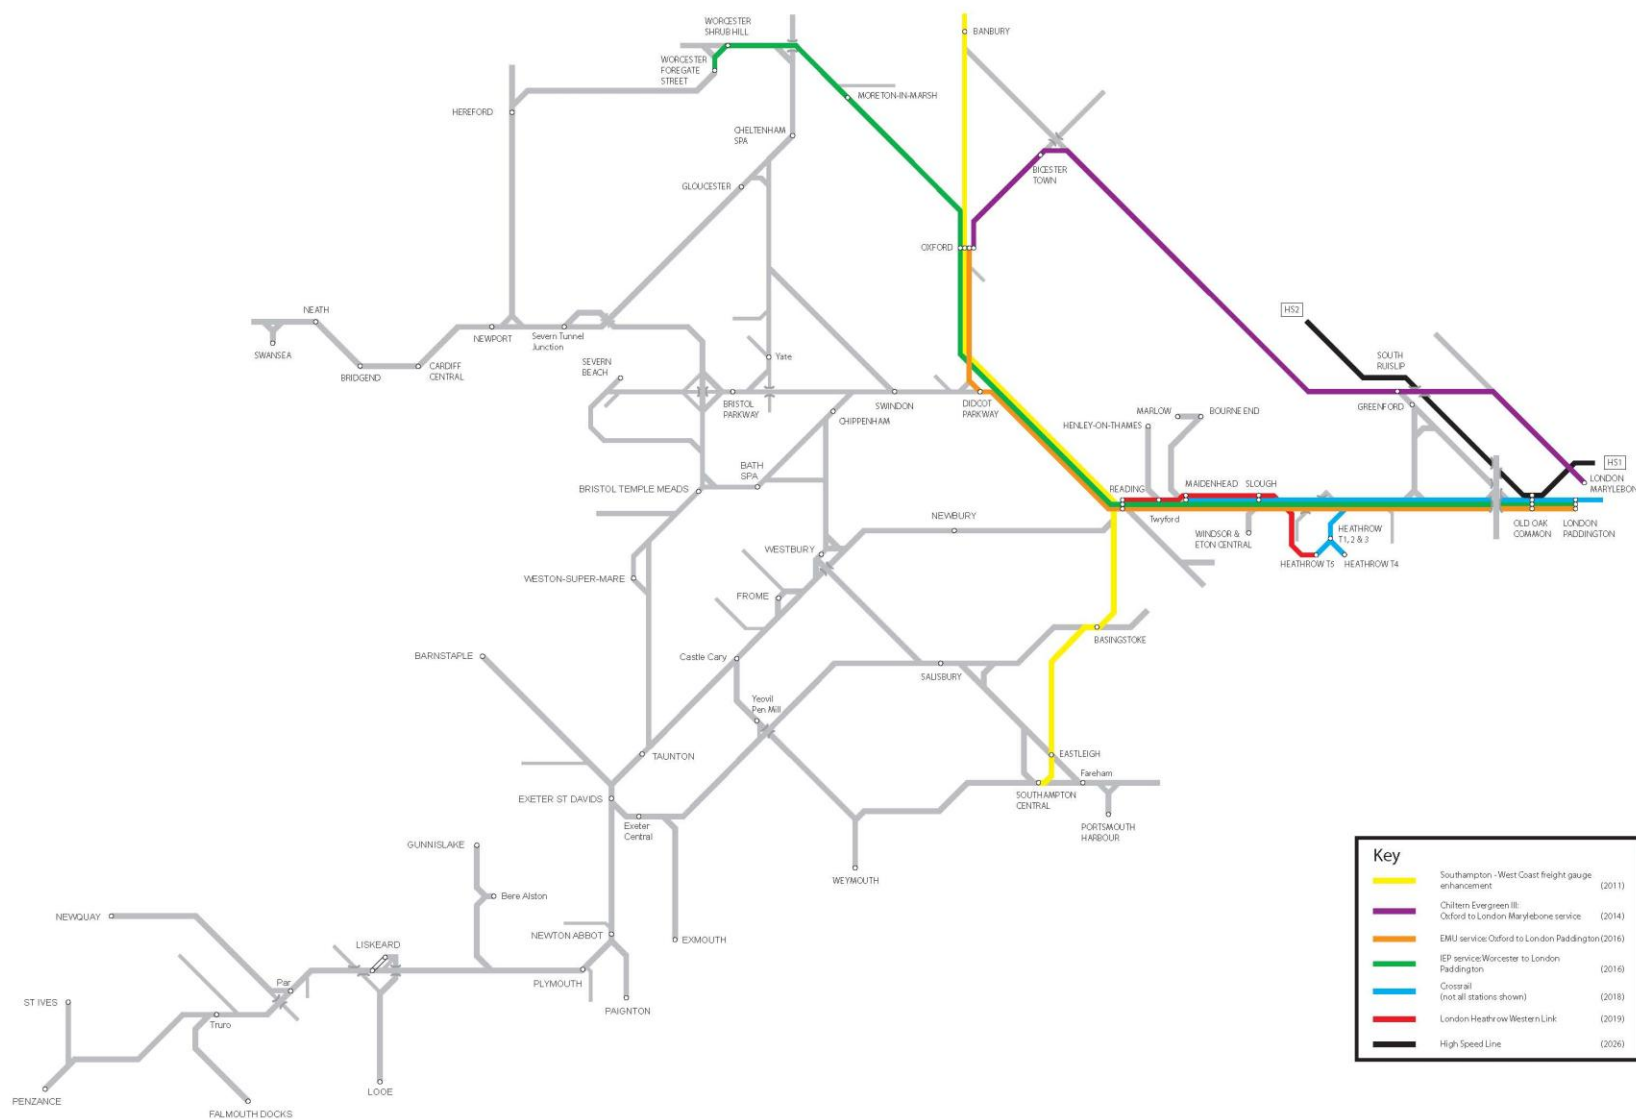 WORCESTER
SHRUB HILL
BANBURY
WORCESTER
FOREGATE
STREET
MORETON-IN-MARSH
HEREFORD
CHELTENHAM
SPA
BICESTER
TOWN
GLOUCESTER
OXFORD
NEATH
HS2
SWANSEA
NEWPORT
Severn Tunnel
Junction
BRIDGEND
CARDIFF
CENTRAL
SEVERN
BEACH
Yate
SOUTH
RUISLIP
BRISTOL
PARKWAY
SWINDON
DIDCOT
PARKWAY
GREENFORD
CHIPPENHAM
MARLOW
BOURNE END
HENLEY-ON-THAMES
BATH
SPA
HS1
BRISTOL TEMPLE MEADS
READING
MAIDENHEAD
SLOUGH
LONDON
MARYLEBON
NEWBURY
Twyford
WINDSOR &
ETON CENTRAL
HEATHROW
T1, 2 & 3
OLD OAK
COMMON
LONDON
PADDINGTON
WESTBURY
HEATHROW T5
HEATHROW T4
WESTON-SUPER-MARE
FROME
BASINGSTOKE
BARNSTAPLE
Castle Cary
SALISBURY
Yeovil
Pen Mill
TAUNTON
EASTLEIGH
Fareham
EXETER ST DAVIDS
SOUTHAMPTON
CENTRAL
Exeter
Central
PORTSMOUTH
HARBOUR
GUNNISLAKE
WEYMOUTH
Bere Alston
NEWQUAY
NEWTON ABBOT
EXMOUTH
LISKEARD
PLYMOUTH
Par
ST IVES
PAIGNTON
Truro
LOOE
PENZANCE
FALMOUTH DOCKS
Key
Southampton - West Coast freight gauge
enhancement (2011)
Chiltern Evergreen III:
Oxford to London Marylebone service (2014)
EMU service: Oxford to London Paddington (2016)
IEP service: Worcester to London
Paddington (2016)
Crossrail
(not all stations shown) (2018)
London Heathrow Western Link (2019)
High Speed Line (2026)